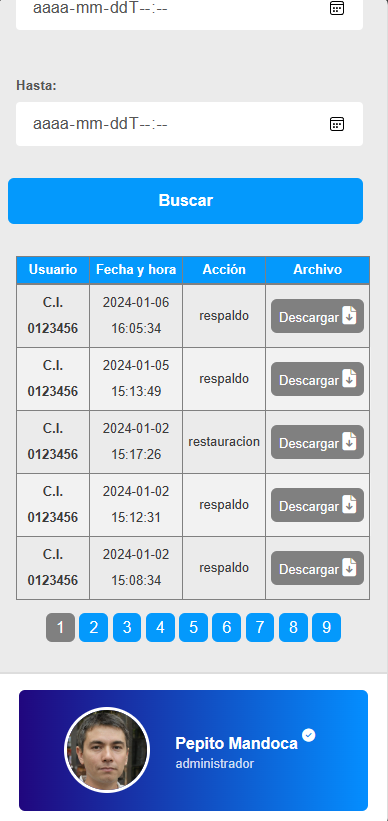 aaaa-mm-ddT--:--
Hasta:
aaaa-mm-ddT--:--
Buscar
Usuario Fecha y hora Acción Archivo
C.I. 0123456 2024-01-06 16:05:34 respaldo Descargar
C.I. 0123456 2024-01-05 15:13:49 respaldo Descargar
C.I. 0123456 2024-01-02 15:17:26 restauracion Descargar
C.I. 0123456 2024-01-02 15:12:31 respaldo Descargar
C.I. 0123456 2024-01-02 15:08:34 respaldo Descargar
1 2 3 4 5 6 7 8 9
Pepito Mandoca
administrador